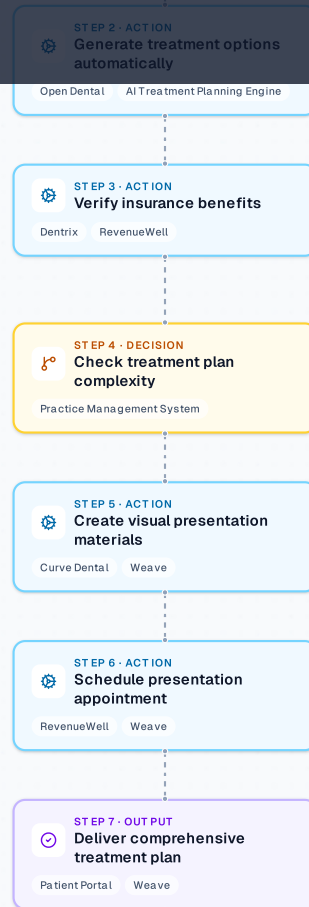 STEP 2 · ACTION
Generate treatment options
automatically
Open Dental
AI Treatment Planning Engine
STEP 3 · ACTION
Verify insurance benefits
Dentrix
RevenueWell
STEP 4 · DECISION
Check treatment plan
complexity
Practice Management System
STEP 5 · ACTION
Create visual presentation
materials
Curve Dental
Weave
STEP 6 · ACTION
Schedule presentation
appointment
RevenueWell
Weave
STEP 7 · OUTPUT
Deliver comprehensive
treatment plan
Patient Portal
Weave